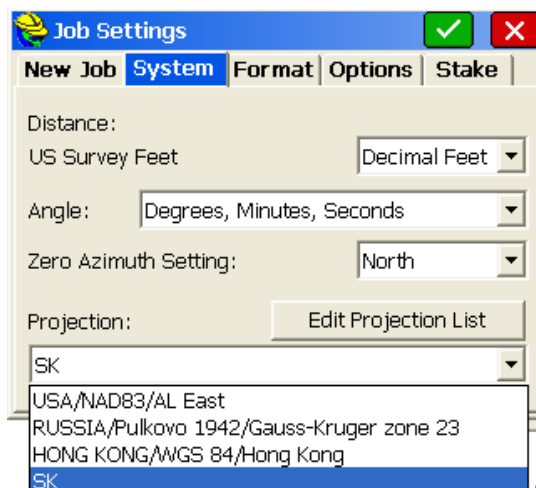 Job Settings
New Job System Format Options Stake
Distance:
US Survey Feet Decimal Feet
Angle: Degrees, Minutes, Seconds
Zero Azimuth Setting: North
Projection: Edit Projection List
SK
USA/NAD83/AL East
RUSSIA/Pulkovo 1942/Gauss-Kruger zone 23
HONG KONG/WGS 84/Hong Kong
SK